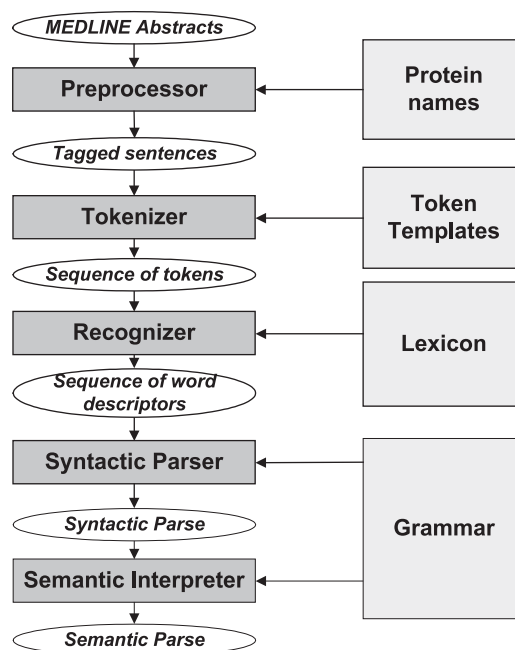 MEDLINE Abstracts
Preprocessor
Protein
names
Tagged sentences
Tokenizer
Token
Templates
Sequence of tokens
Recognizer
Lexicon
Sequence of word
descriptors
Syntactic Parser
Syntactic Parse
Grammar
Semantic Interpreter
Semantic Parse